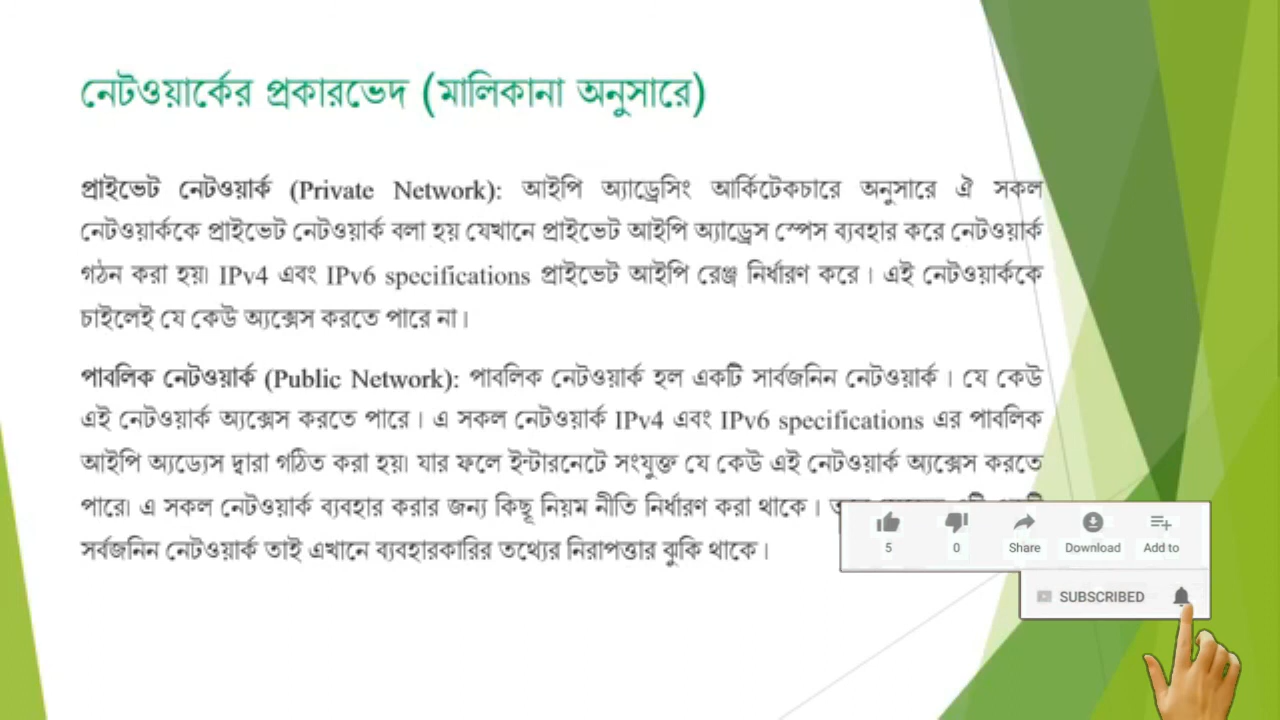 নেটওয়ার্কের প্রকারভেদ (মালিকানা অনুসারে)
প্রাইভেট নেটওয়ার্ক (Private Network): আইপি অ্যাড্রেসিং আর্কিটেকচারে অনুসারে ঐ সকল
নেটওয়ার্ককে প্রাইভেট নেটওয়ার্ক বলা হয় যেখানে প্রাইভেট আইপি অ্যাড্রেস স্পেস ব্যবহার করে নেটওয়ার্ক
গঠন করা হয়। IPv4 এবং IPv6 specifications প্রাইভেট আইপি রেঞ্জ নির্ধারণ করে। এই নেটওয়ার্ককে
চাইলেই যে কেউ অ্যাক্সেস করতে পারে না।
পাবলিক নেটওয়ার্ক (Public Network): পাবলিক নেটওয়ার্ক হল একটি সার্বজনিন নেটওয়ার্ক। যে কেউ
এই নেটওয়ার্ক অ্যাক্সেস করতে পারে। এ সকল নেটওয়ার্ক IPv4 এবং IPv6 specifications এর পাবলিক
আইপি অ্যড্যেস দ্বারা গঠিত করা হয়। যার ফলে ইন্টারনেটে সংযুক্ত যে কেউ এই নেটওয়ার্ক অ্যাক্সেস করতে
পারে। এ সকল নেটওয়ার্ক ব্যবহার করার জন্য কিছূ নিয়ম নীতি নির্ধারণ করা থাকে।
সর্বজনিন নেটওয়ার্ক তাই এখানে ব্যবহারকারির তথ্যের নিরাপত্তার ঝুকি থাকে।
5 0 Share Download Add to
SUBSCRIBED